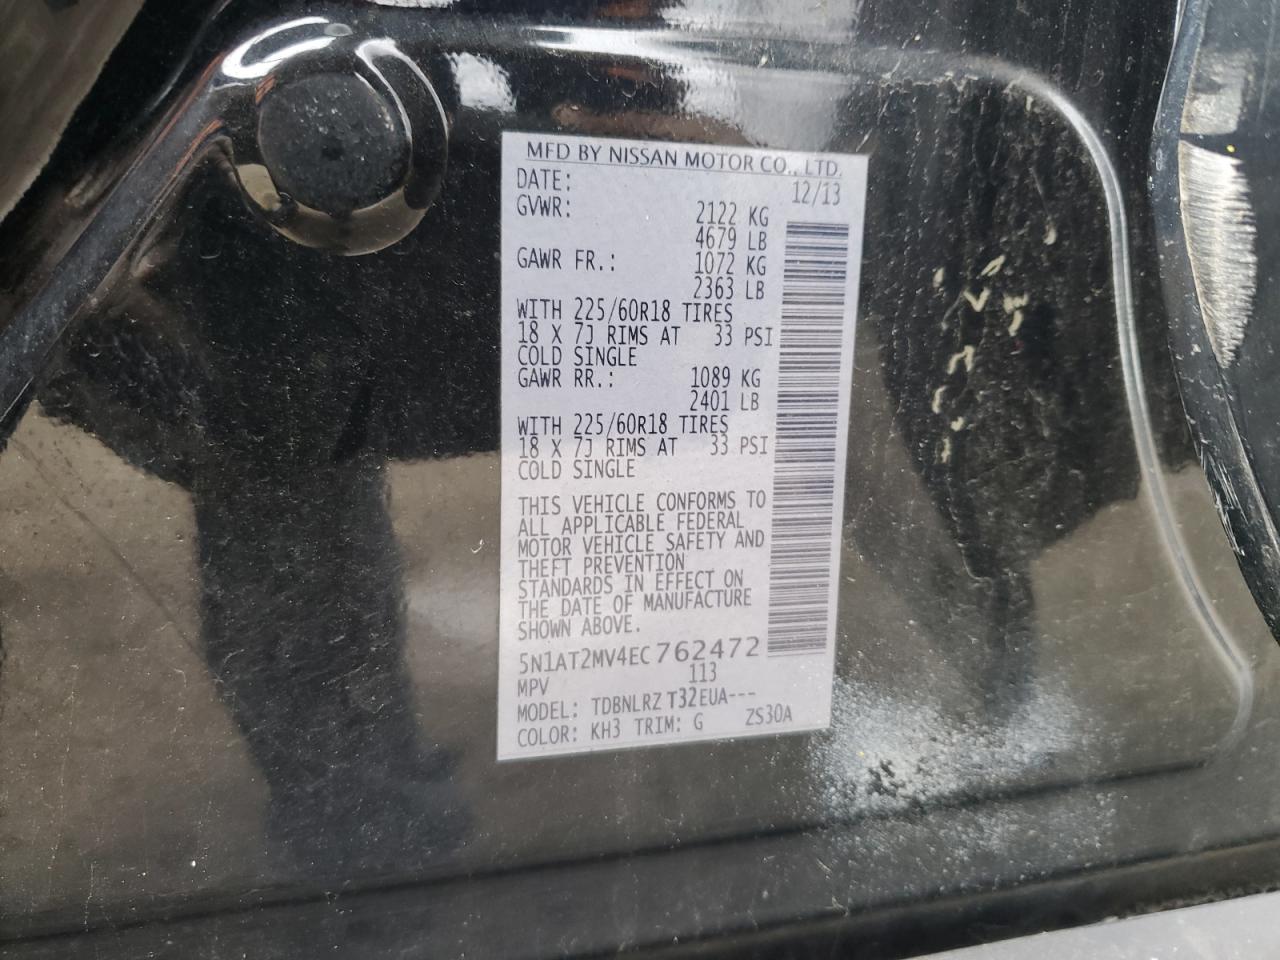 MFD BY NISSAN MOTOR CO., LTD.
DATE: 12/13
GVWR: 2122 KG
4679 LB
GAWR FR.: 1072 KG
2363 LB
WITH 225/60R18 TIRES
18 X 7J RIMS AT 33 PSI
COLD SINGLE
GAWR RR.: 1089 KG
2401 LB
WITH 225/60R18 TIRES
18 X 7J RIMS AT 33 PSI
COLD SINGLE
THIS VEHICLE CONFORMS TO
ALL APPLICABLE FEDERAL
MOTOR VEHICLE SAFETY AND
THEFT PREVENTION
STANDARDS IN EFFECT ON
THE DATE OF MANUFACTURE
SHOWN ABOVE.
5N1AT2MV4EC762472
MPV 113
MODEL: TDBNLRZ T32EUA---
COLOR: KH3 TRIM: G ZS30A